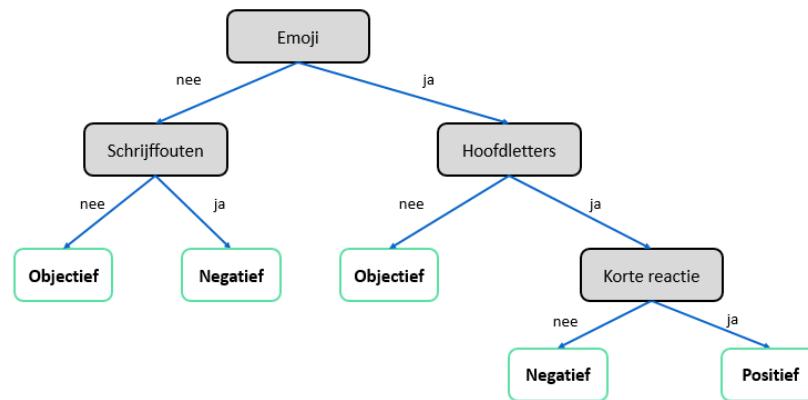 Emoji
nee
ja
Schrijffouten
Hoofdletters
nee
ja
nee
ja
Objectief
Negatief
Objectief
Korte reactie
nee
ja
Negatief
Positief